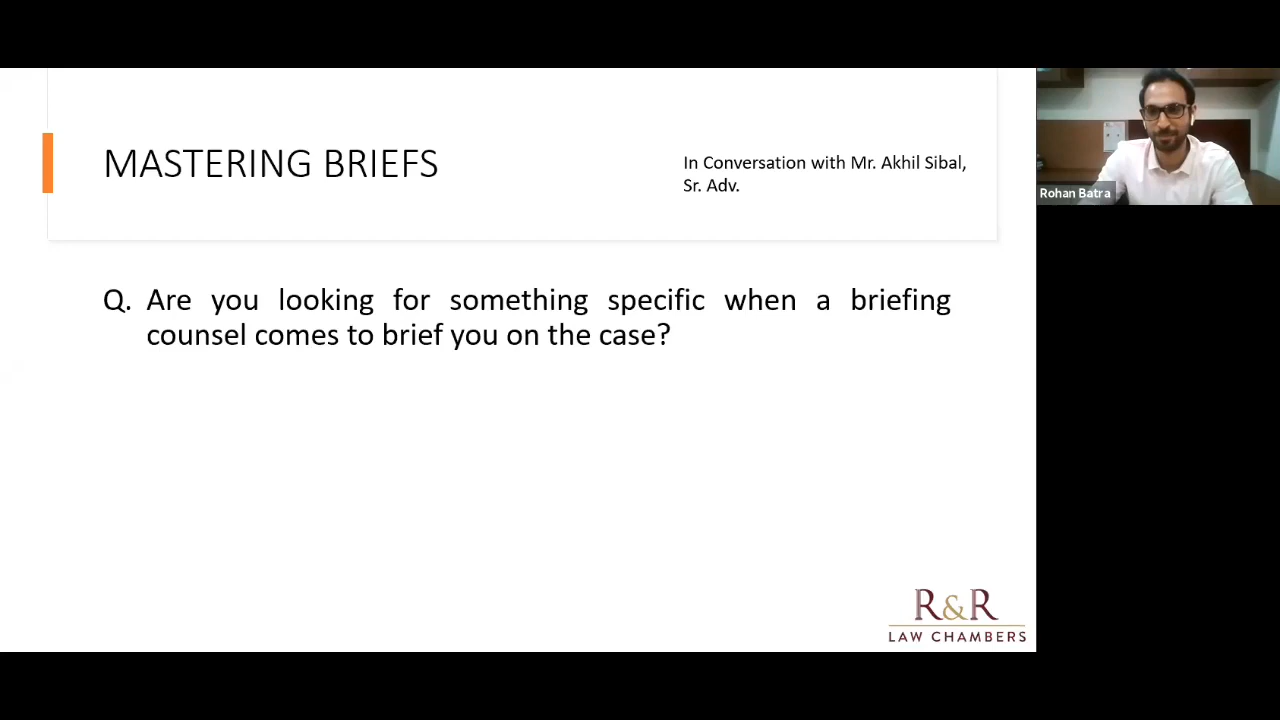 MASTERING BRIEFS
In Conversation with Mr. Akhil Sibal,
Sr. Adv.
Rohan Batra
Q. Are you looking for something specific when a briefing
counsel comes to brief you on the case?
R&R
LAW CHAMBERS